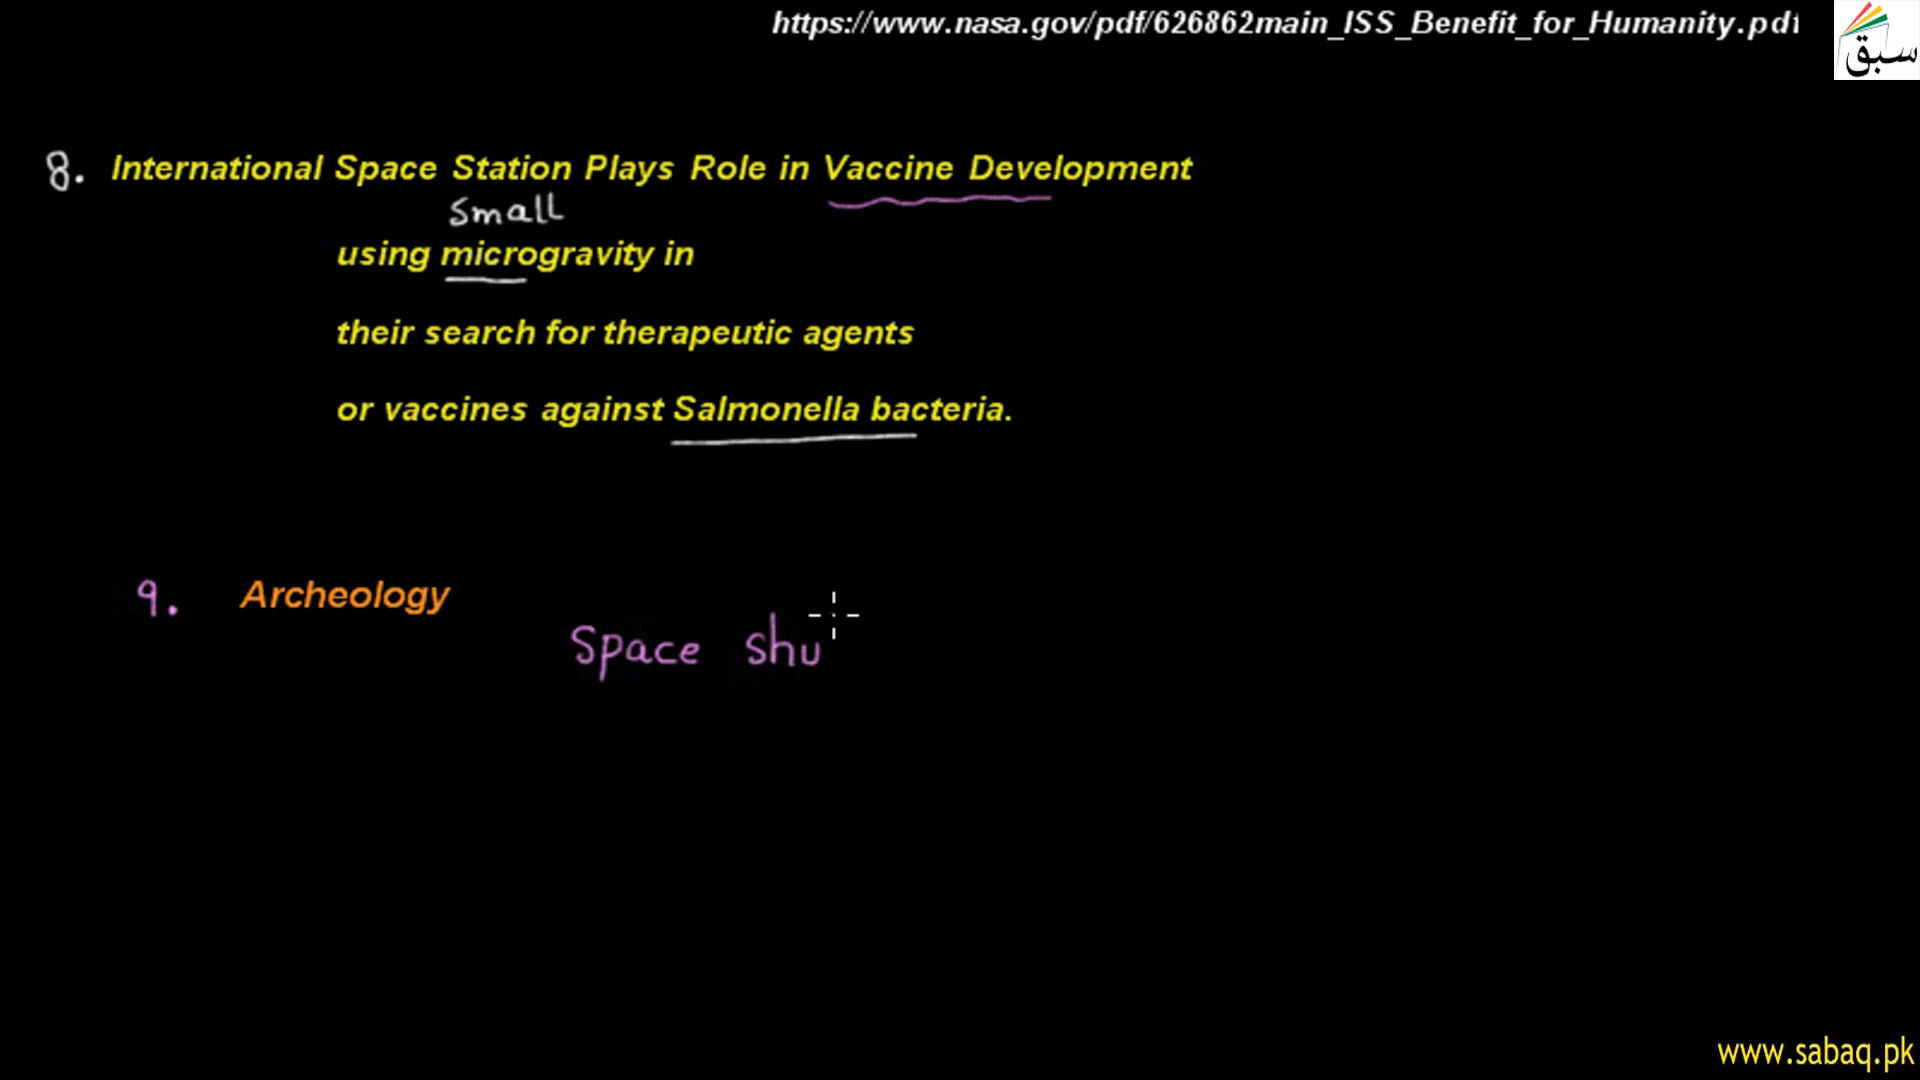 https://www.nasa.gov/pdf/626862main_ISS_Benefit_for_Humanity.pdf
سبق
8. International Space Station Plays Role in Vaccine Development
small
using microgravity in
their search for therapeutic agents
or vaccines against Salmonella bacteria.
9. Archeology
Space shu
www.sabaq.pk